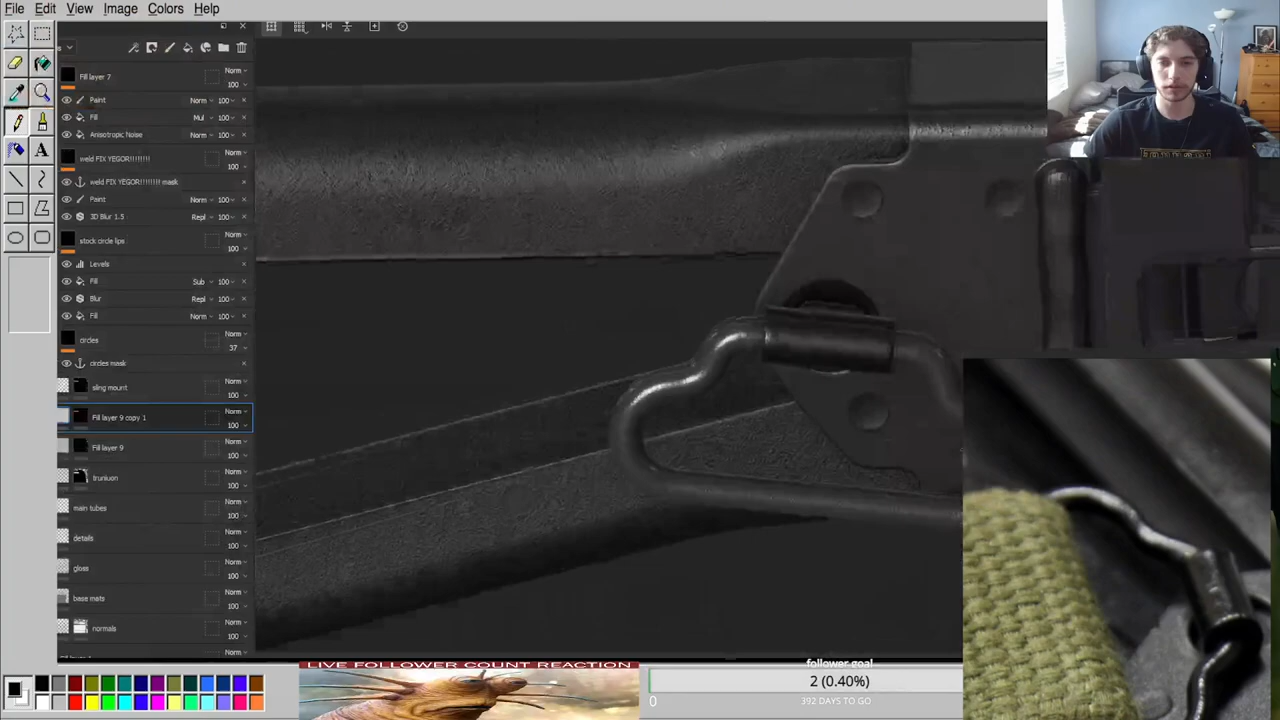 File Edit View Image Colors Help
Fill layer 7 Norm
100
Paint Norm 100
Fill Mul 100
Anisotropic Noise Norm 100
weld FIX YEGOR!!!!!!!! Norm
100
weld FIX YEGOR!!!!!!!! mask
Paint Norm 100
3D Blur 1.5 Repl 100
stock circle lips Norm
100
Levels
Fill Sub 100
Blur Repl 100
Fill Norm 100
circles Norm
37
circles mask
sling mount Norm
100
Fill layer 9 copy 1 Norm
100
Fill layer 9 Norm
100
truniuon Norm
100
main tubes Norm
100
details Norm
100
gloss Norm
100
base mats Norm
100
normals Norm
100
LIVE FOLLOWER COUNT REACTION
follower goal
2 (0.40%)
0
392 DAYS TO GO